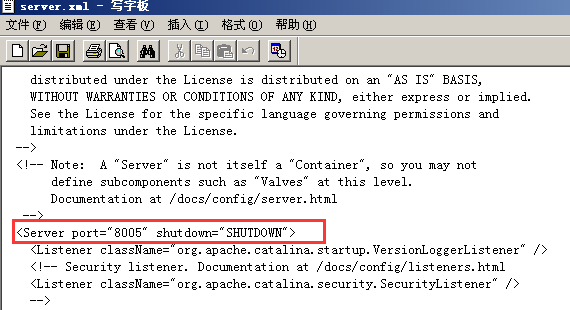 server.xml - 写字板
文件(F) 编辑(E) 查看(V) 插入(I) 格式(O) 帮助(H)
distributed under the License is distributed on an "AS IS" BASIS,
WITHOUT WARRANTIES OR CONDITIONS OF ANY KIND, either express or implied.
See the License for the specific language governing permissions and
limitations under the License.
-->
<!-- Note:  A "Server" is not itself a "Container", so you may not
define subcomponents such as "Valves" at this level.
Documentation at /docs/config/server.html
-->
<Server port="8005" shutdown="SHUTDOWN">
<Listener className="org.apache.catalina.startup.VersionLoggerListener" />
<!-- Security listener. Documentation at /docs/config/listeners.html
<Listener className="org.apache.catalina.security.SecurityListener" />
-->